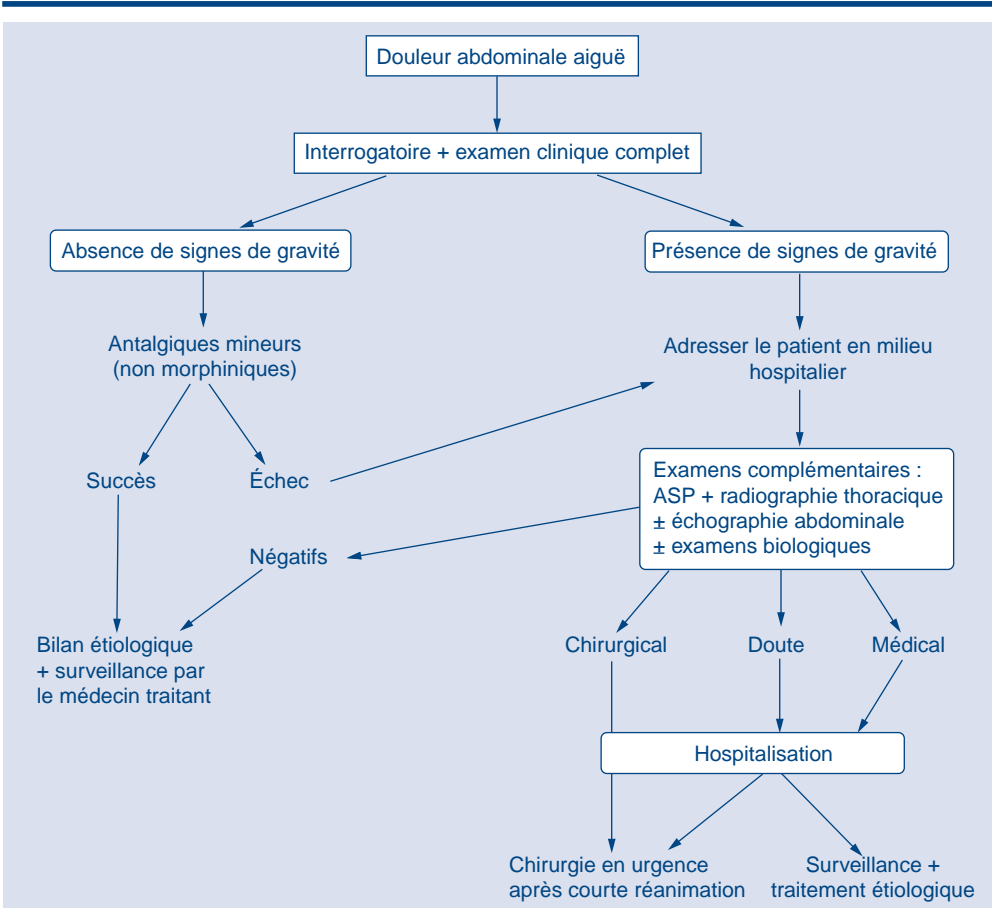 Douleur abdominale aiguë
Interrogatoire + examen clinique complet
Absence de signes de gravité
Présence de signes de gravité
Antalgiques mineurs
(non morphiniques)
Adresser le patient en milieu
hospitalier
Succès
Échec
Examens complémentaires :
ASP + radiographie thoracique
± échographie abdominale
± examens biologiques
Négatifs
Bilan étiologique
+ surveillance par
le médecin traitant
Chirurgical
Doute
Médical
Hospitalisation
Chirurgie en urgence
après courte réanimation
Surveillance +
traitement étiologique